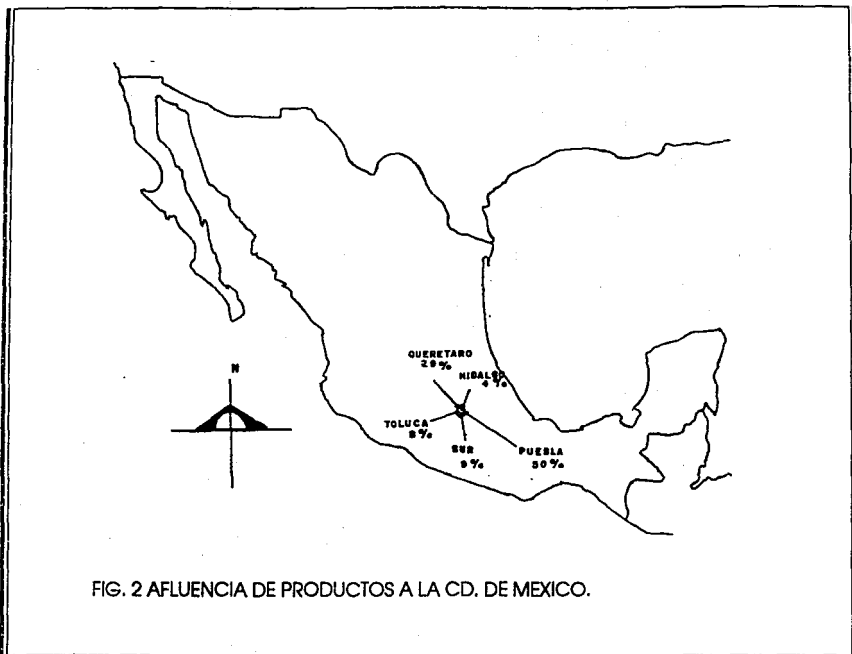 QUERETARO
29%
HIDALGO
4%
N
TOLUCA
8%
SUR
9%
PUEBLA
50%
FIG. 2 AFLUENCIA DE PRODUCTOS A LA CD. DE MEXICO.